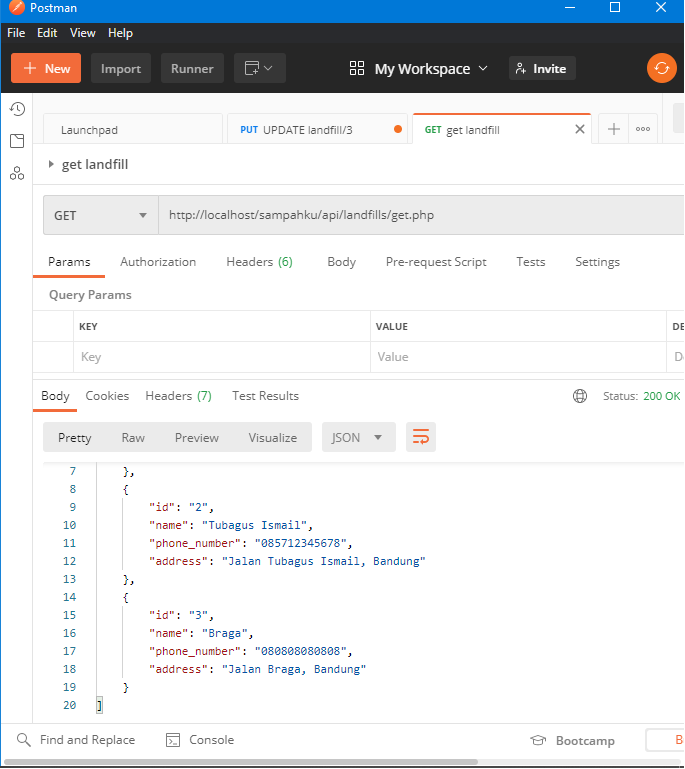 Postman
File Edit View Help
New Import Runner My Workspace Invite
Launchpad PUT UPDATE landfill/3 GET get landfill
get landfill
GET http://localhost/sampahku/api/landfills/get.php
Params Authorization Headers (6) Body Pre-request Script Tests Settings
Query Params
KEY VALUE DE
Key Value
Body Cookies Headers (7) Test Results Status: 200 OK
Pretty Raw Preview Visualize JSON
7 },
8 {
9 "id": "2",
10 "name": "Tubagus Ismail",
11 "phone_number": "085712345678",
12 "address": "Jalan Tubagus Ismail, Bandung"
13 },
14 {
15 "id": "3",
16 "name": "Braga",
17 "phone_number": "080808080808",
18 "address": "Jalan Braga, Bandung"
19 }
20 ]
Find and Replace Console Bootcamp B